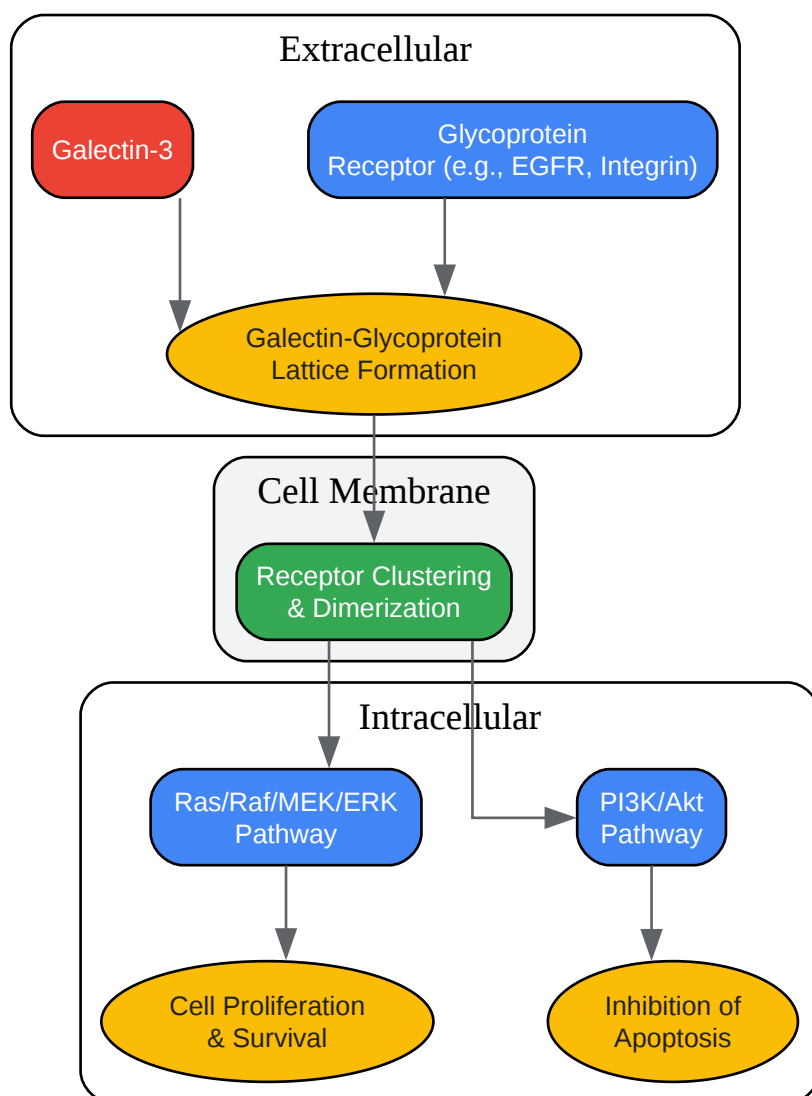 Extracellular
Galectin-3
Glycoprotein
Receptor (e.g., EGFR, Integrin)
Galectin-Glycoprotein
Lattice Formation
Cell Membrane
Receptor Clustering
& Dimerization
Intracellular
Ras/Raf/MEK/ERK
Pathway
PI3K/Akt
Pathway
Cell Proliferation
& Survival
Inhibition of
Apoptosis